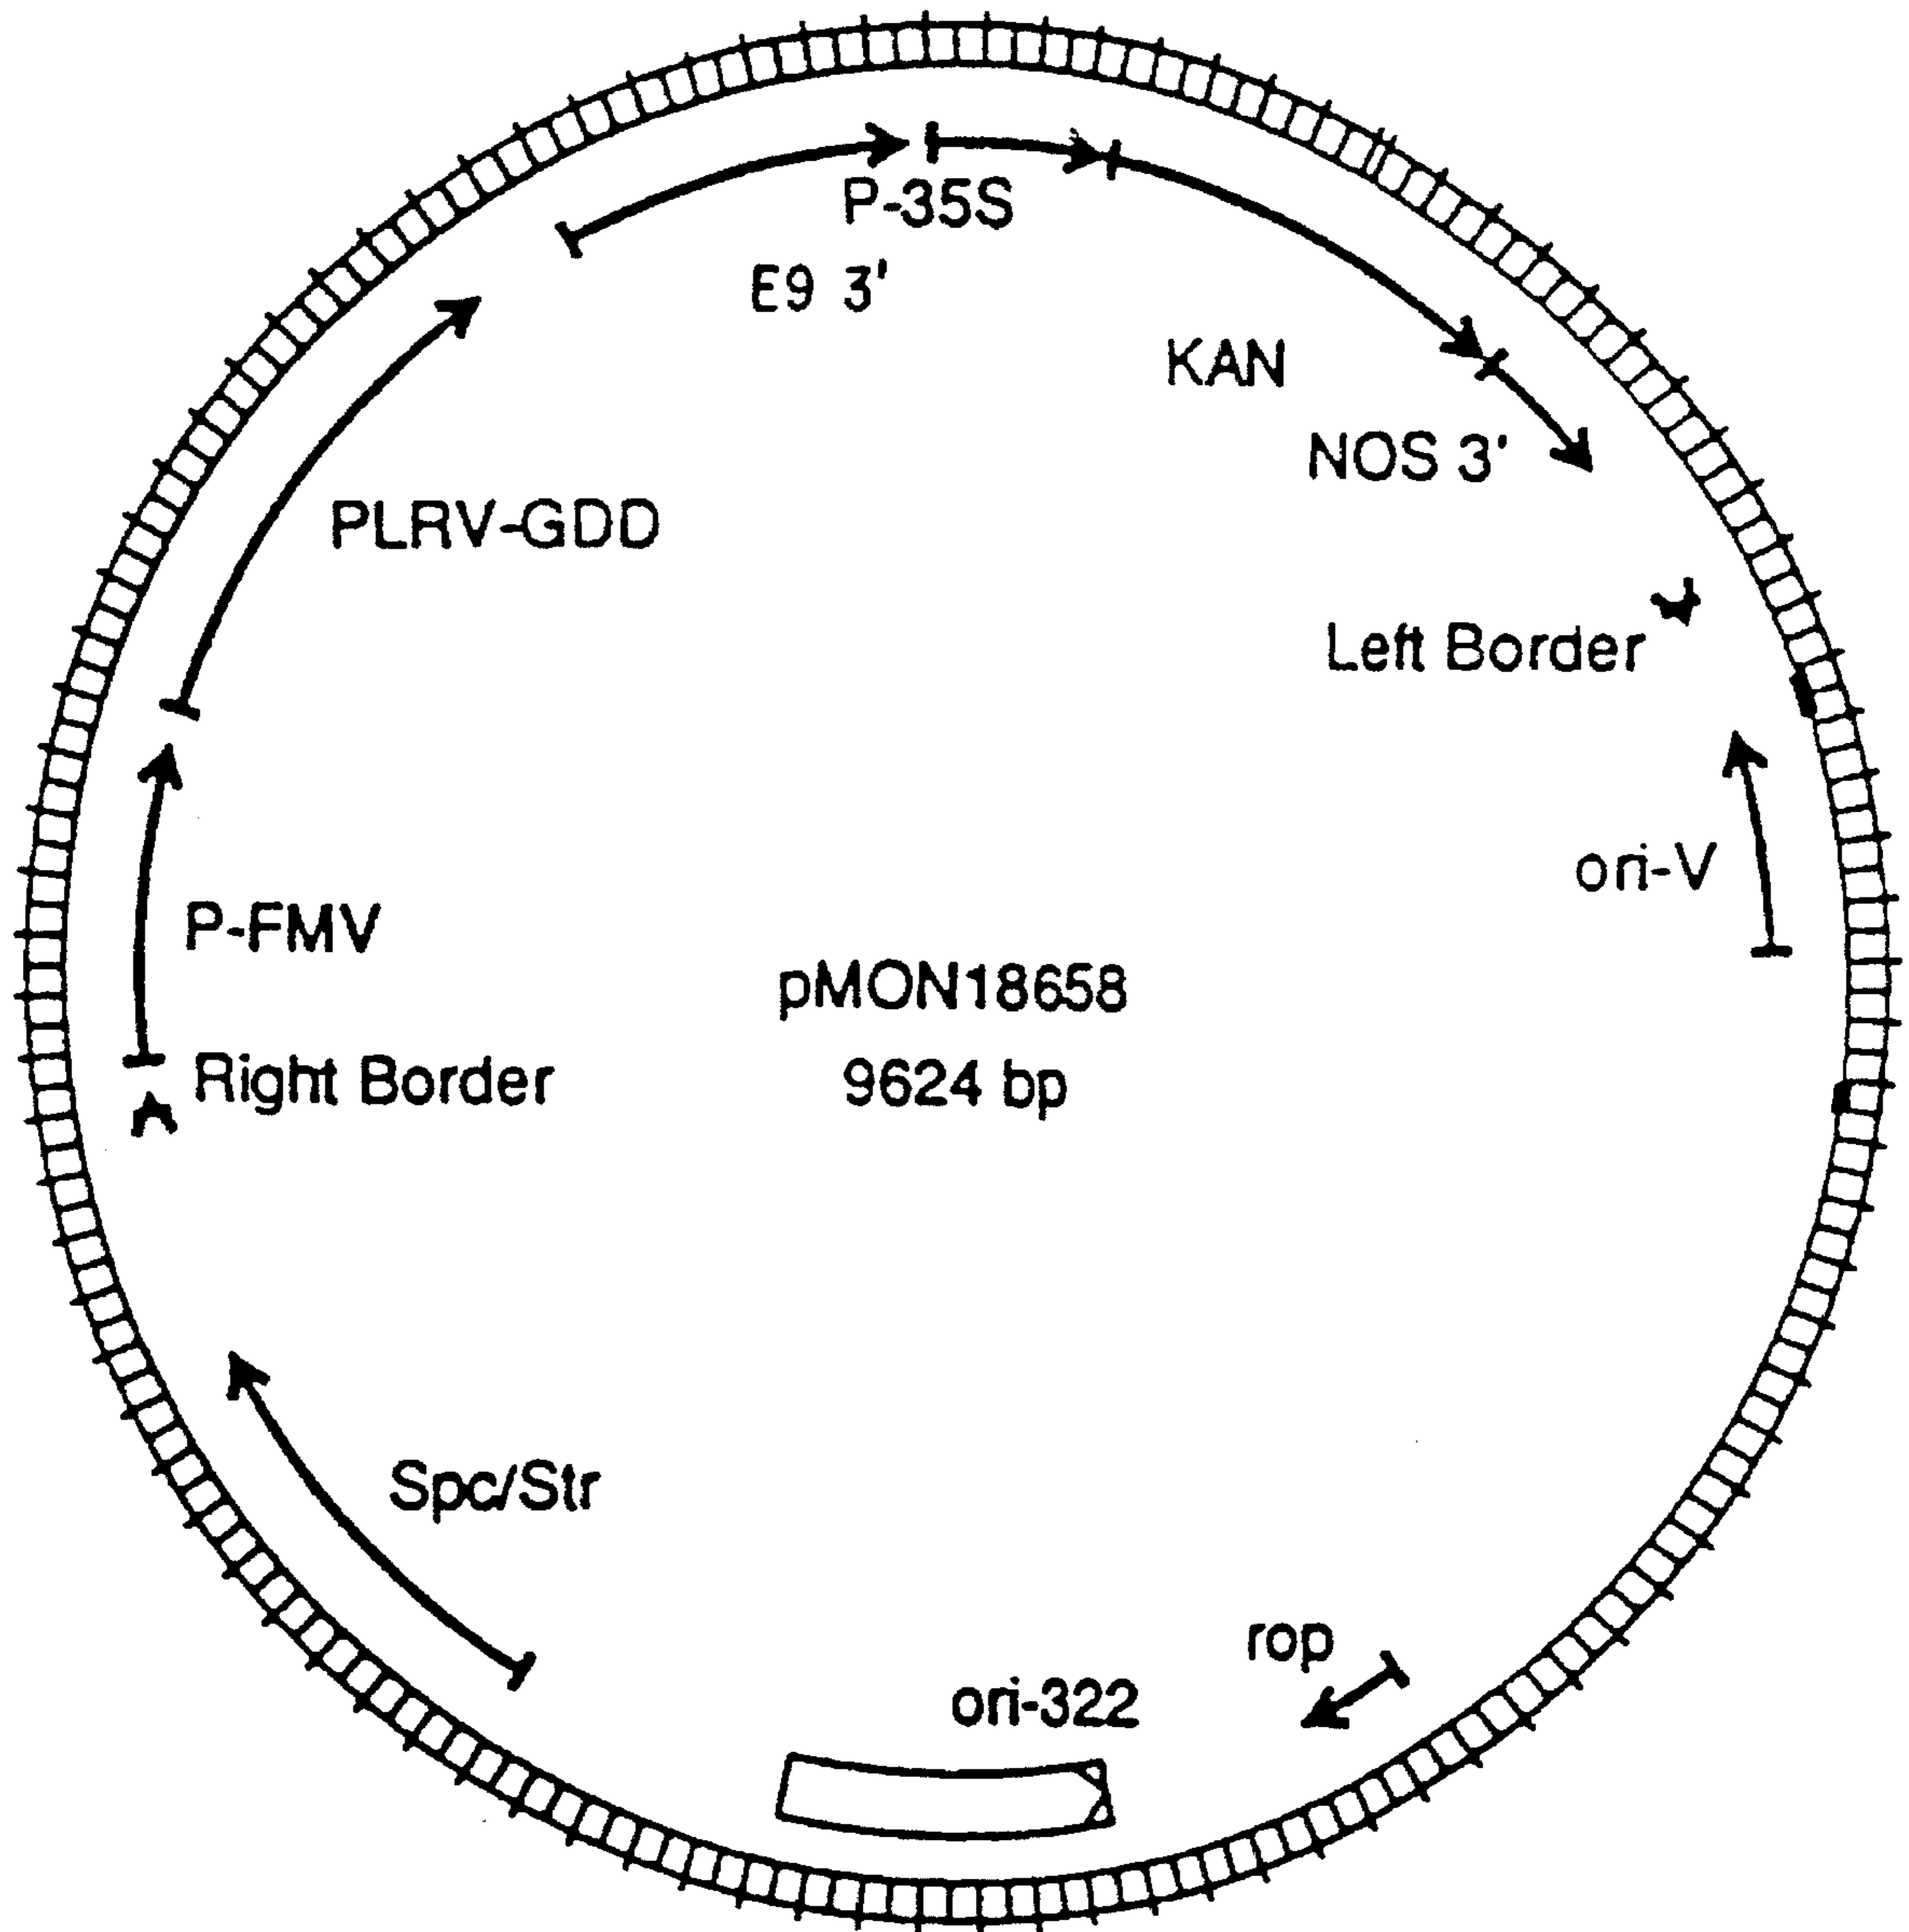 P-35S
E9 3'
KAN
NOS 3'
PLRV-GDD
Left Border
ori-V
P-FMV
pMON18658
Right Border
9624 bp
Spc/Str
rop
ori-322